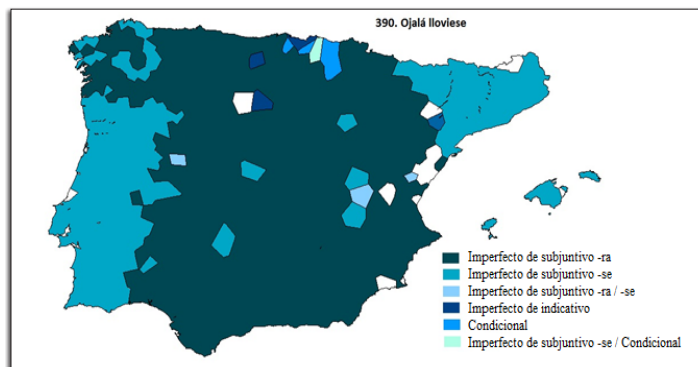 390. Ojalá lloviese
Imperfecto de subjuntivo -ra
Imperfecto de subjuntivo -se
Imperfecto de subjuntivo -ra / -se
Imperfecto de indicativo
Condicional
Imperfecto de subjuntivo -se / Condicional